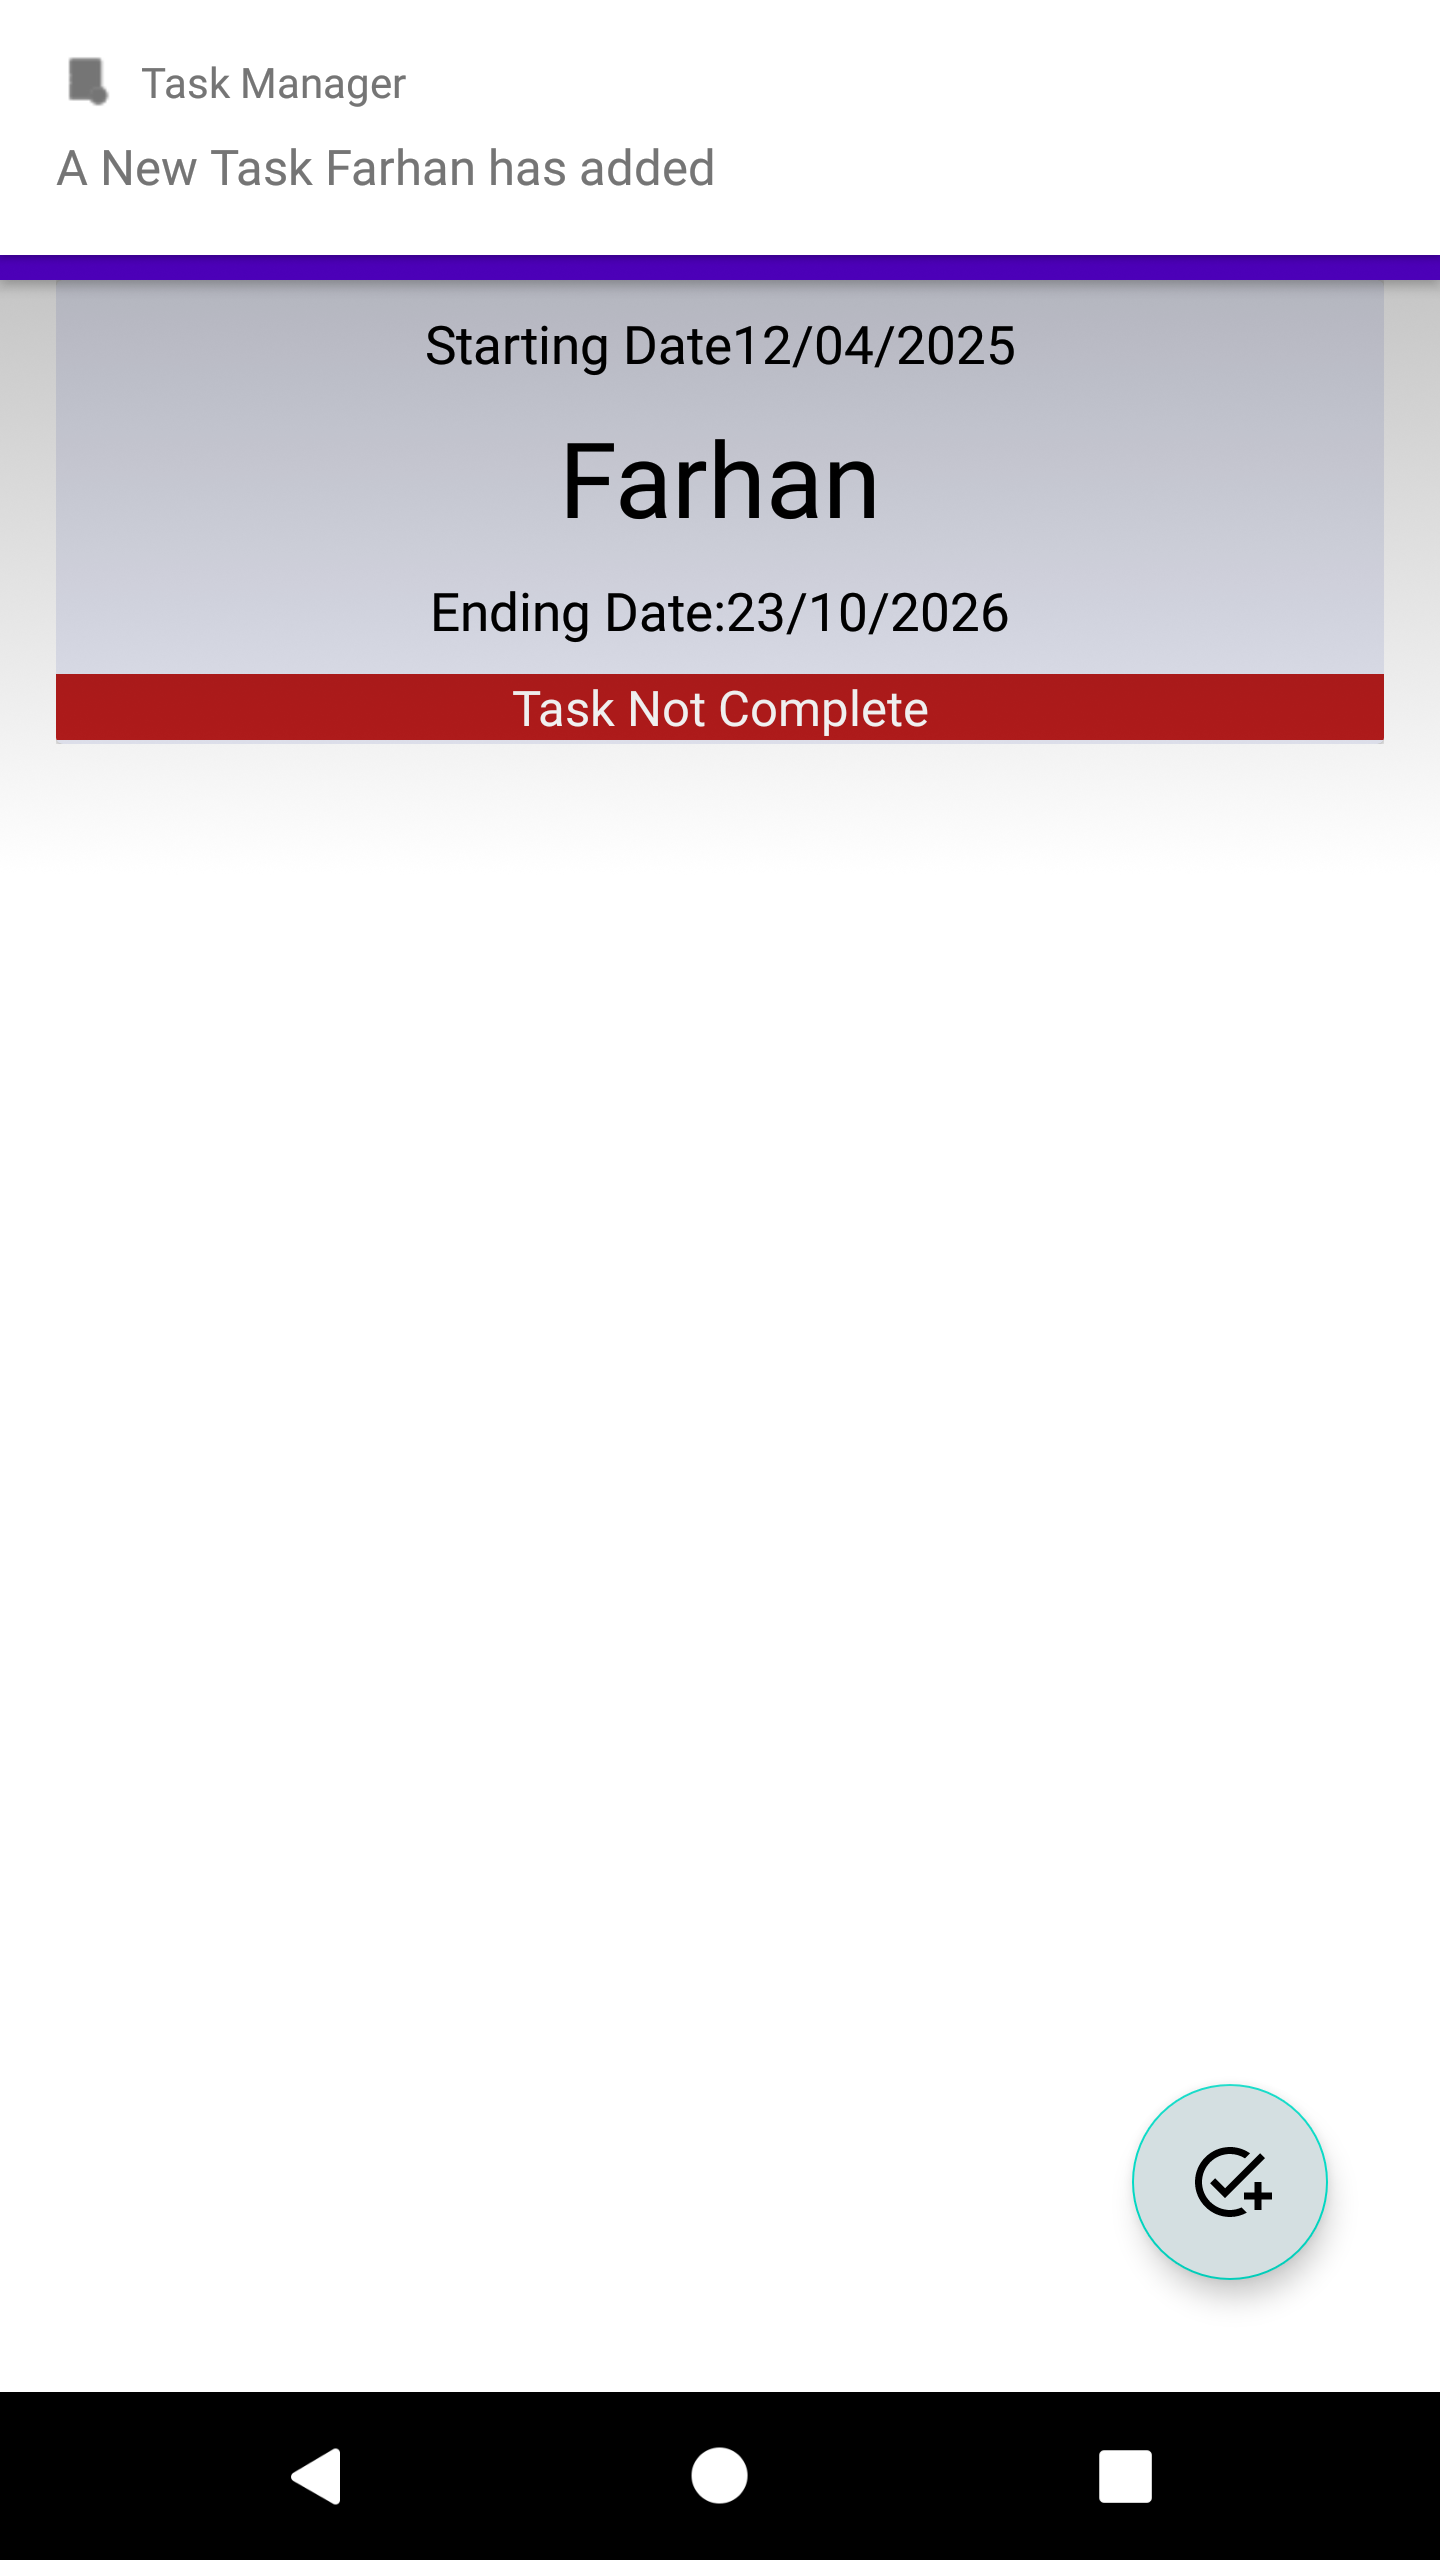 Task Manager
A New Task Farhan has added
Starting Date12/04/2025
Farhan
Ending Date:23/10/2026
Task Not Complete